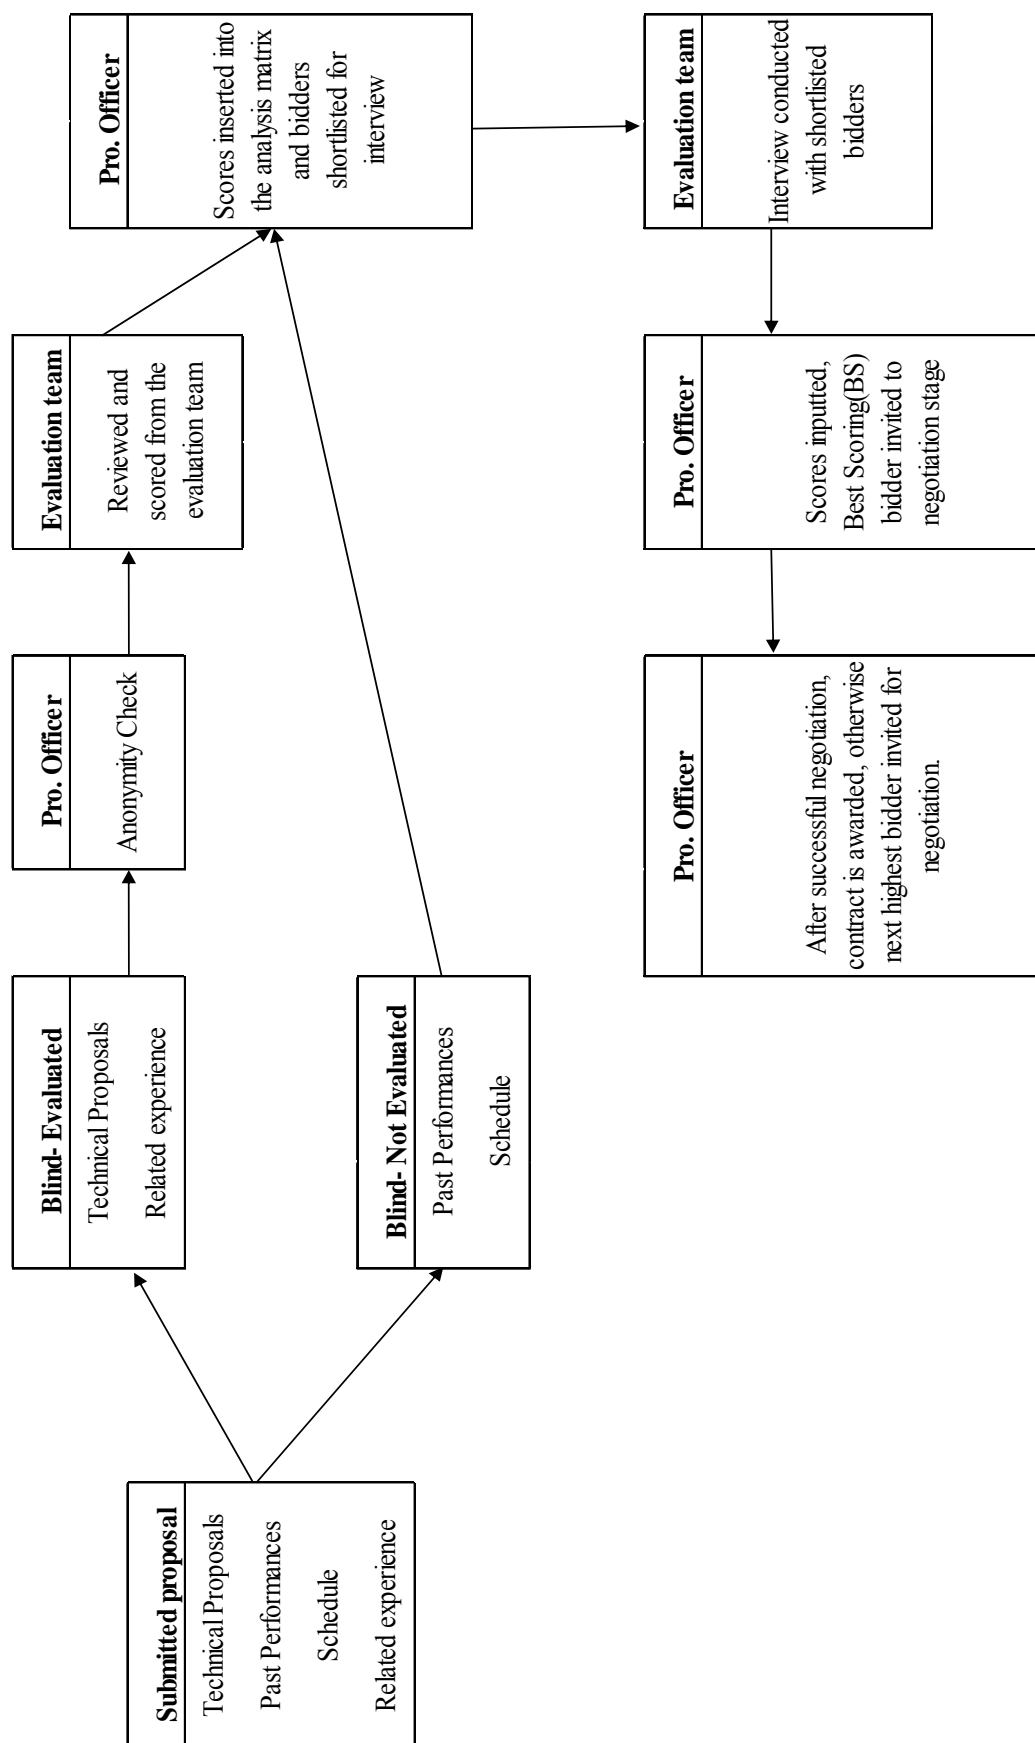 Submitted proposal
Technical Proposals
Past Performances
Schedule
Related experience
Blind- Evaluated
Technical Proposals
Related experience
Blind- Not Evaluated
Past Performances
Schedule
Pro. Officer
Anonymity Check
Evaluation team
Reviewed and
scored from the
evaluation team
Pro. Officer
Scores inserted into
the analysis matrix
and bidders
shortlisted for
interview
Evaluation team
Interview conducted
with shortlisted
bidders
Pro. Officer
Scores inputted,
Best Scoring(BS)
bidder invited to
negotiation stage
Pro. Officer
After successful negotiation,
contract is awarded, otherwise
next highest bidder invited for
negotiation.